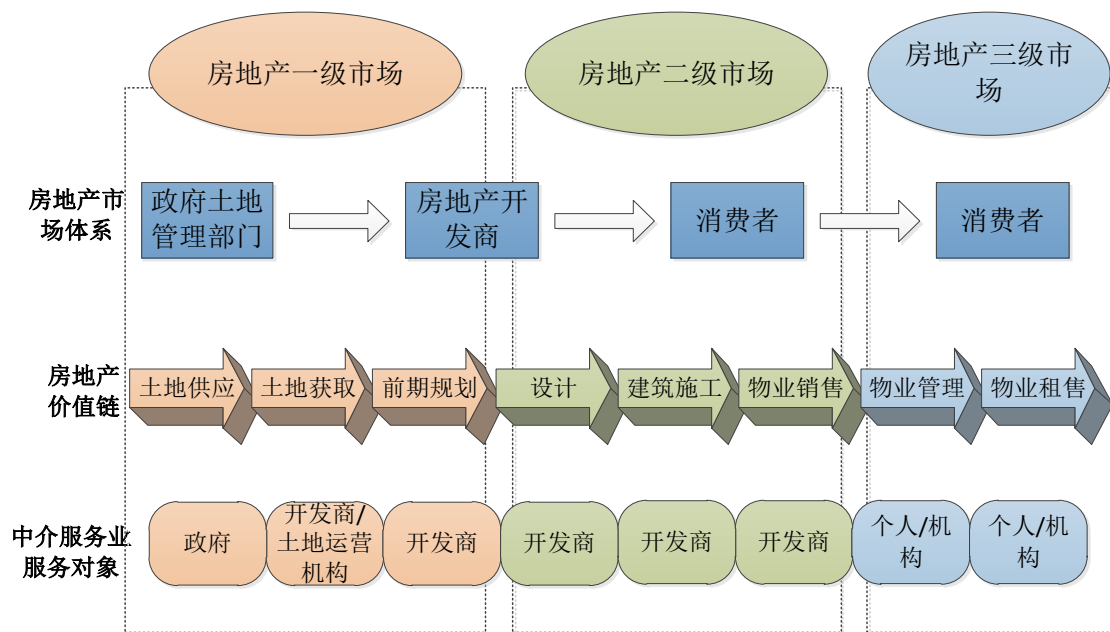 房地产一级市场
房地产二级市场
房地产三级市
场
房地产市
场体系
政府土地
管理部门
房地产开
发商
消费者
消费者
房地产
价值链
土地供应
土地获取
前期规划
设计
建筑施工
物业销售
物业管理
物业租售
中介服务业
服务对象
政府
开发商/
土地运营
机构
开发商
开发商
开发商
开发商
个人/机
构
个人/机
构